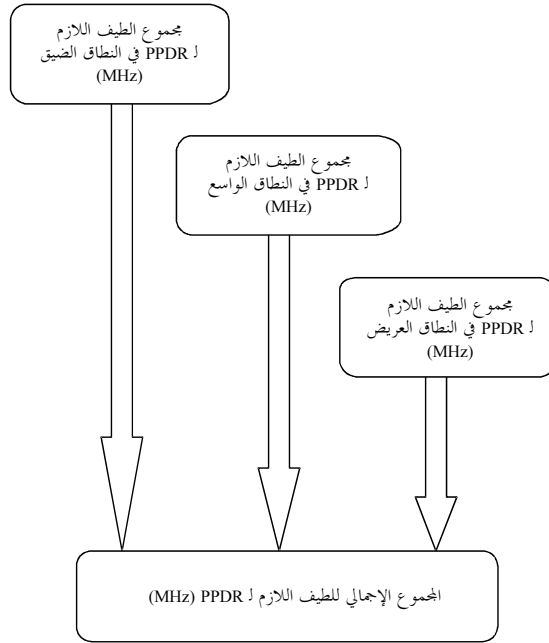 مجموع الطيف اللازم
لـ PPDR في النطاق الضيق
(MHz)
مجموع الطيف اللازم
لـ PPDR في النطاق الواسع
(MHz)
مجموع الطيف اللازم
لـ PPDR في النطاق العريض
(MHz)
المجموع الإجمالي للطيف اللازم لـ PPDR (MHz)